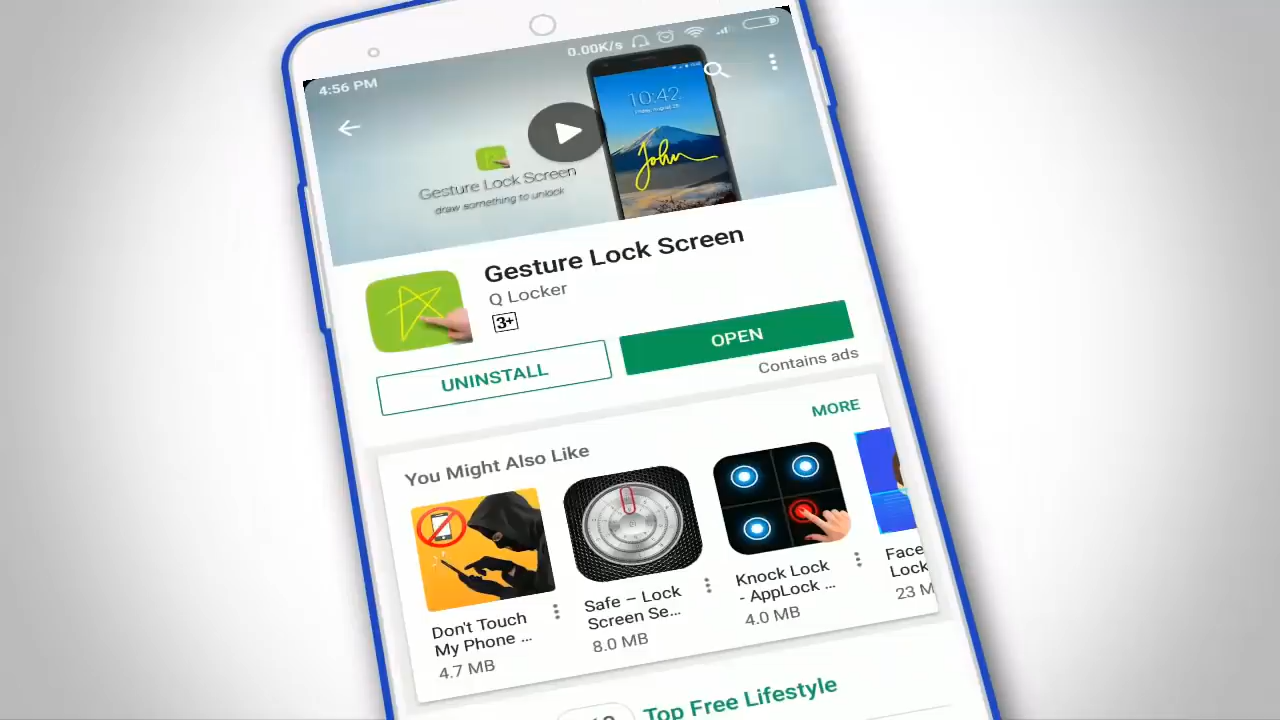 0.00K/s
4:56 PM
10:42
Gesture Lock Screen
draw something to unlock
John
Gesture Lock Screen
Q Locker
3+
UNINSTALL
OPEN
Contains ads
You Might Also Like
MORE
Don't Touch
My Phone ...
4.7 MB
Safe – Lock
Screen Se...
8.0 MB
Knock Lock
- AppLock ...
4.0 MB
Face
Lock
23 M
Top Free Lifestyle